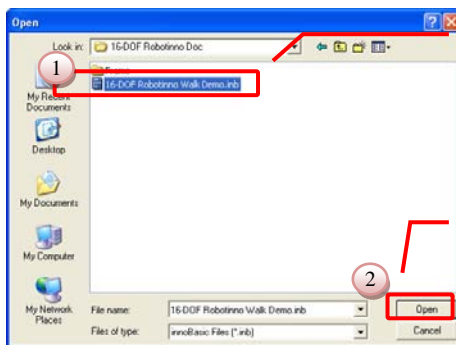 Open
Look in:
16-DOF Robotinno Doc
1
16-DOF Robotinno Walk Demo.inb
My Recent
Documents
Desktop
My Documents
My Computer
My Network
Places
2
File name:
16-DOF Robotinno Walk Demo.inb
Open
Files of type:
innoBasic Files (*.inb)
Cancel